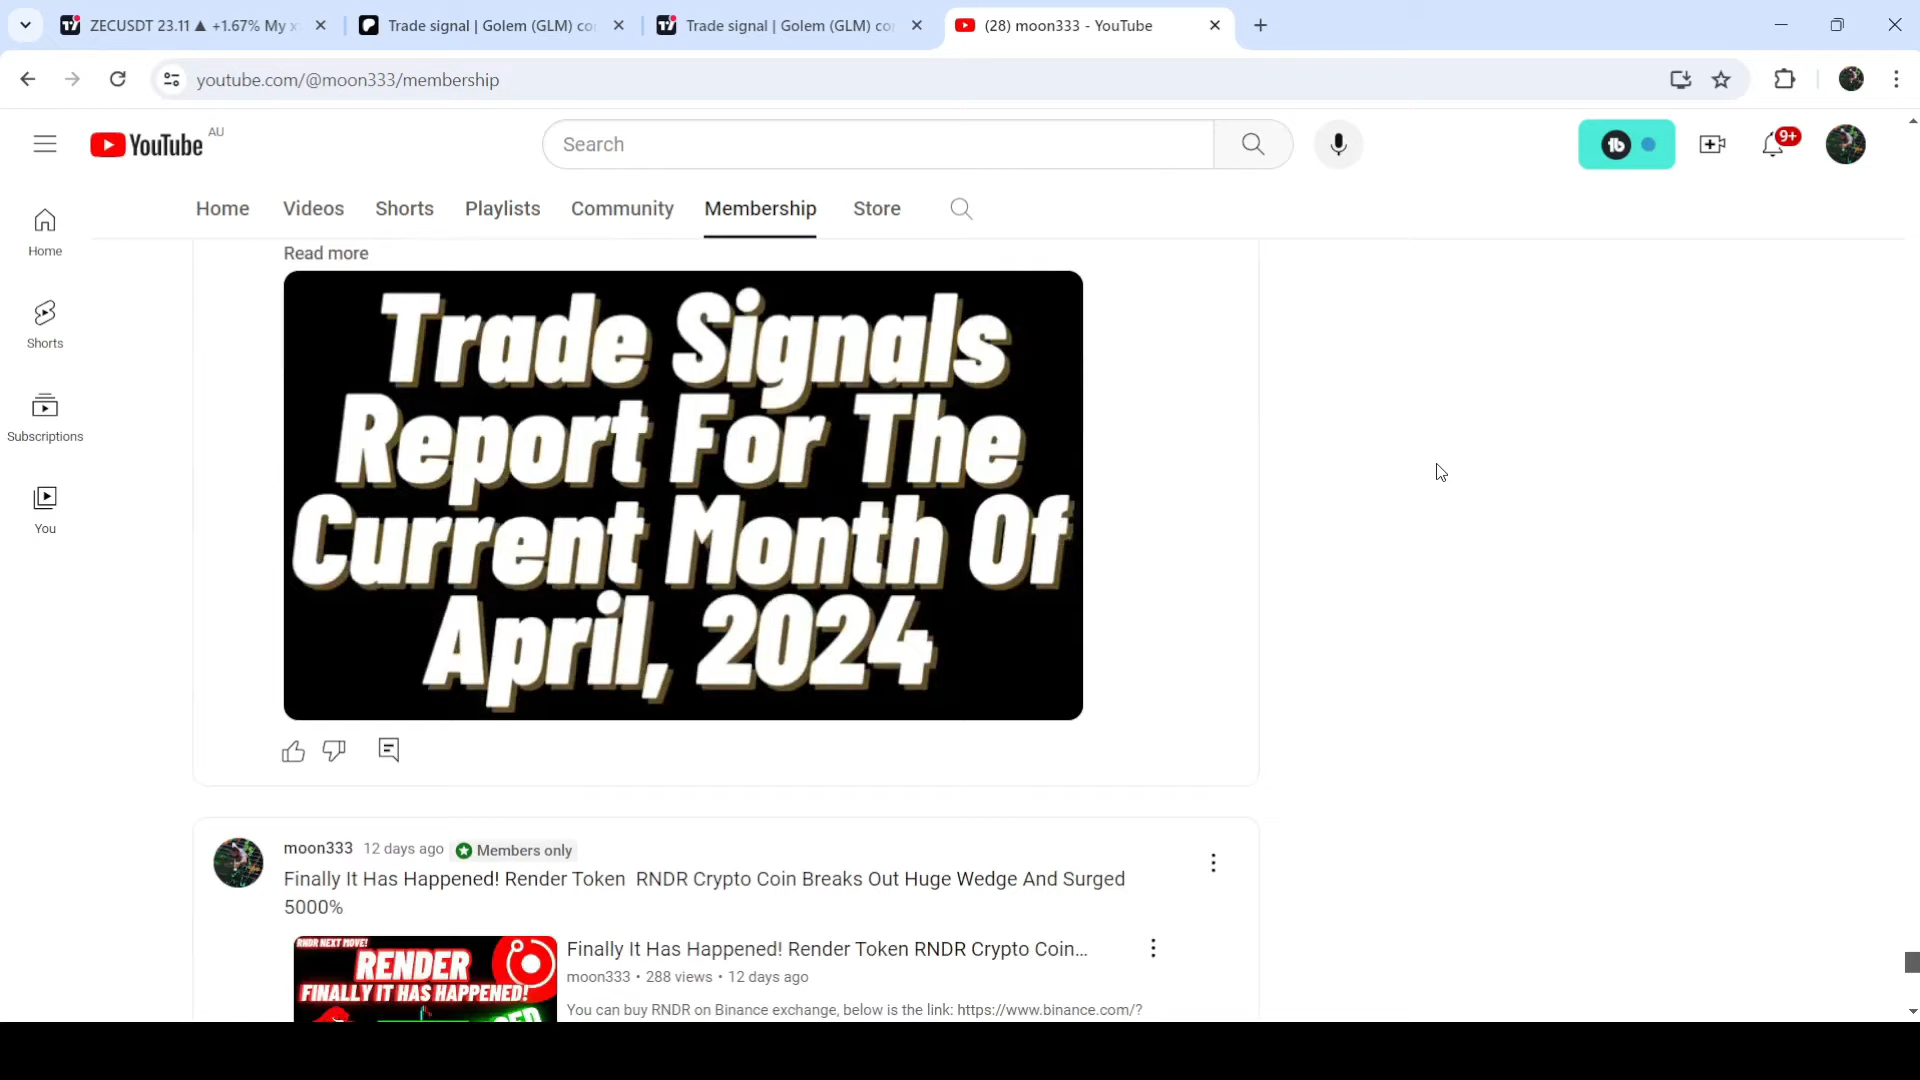 ZECUSDT 23.11 ▲ +1.67% My
Trade signal | Golem (GLM)
Trade signal | Golem (GLM)
(28) moon333 - YouTube
youtube.com/@moon333/membership
YouTube AU
Search
9+
Home
Videos
Shorts
Playlists
Community
Membership
Store
Home
Shorts
Subscriptions
You
Read more
Trade Signals
Report For The
Current Month Of
April, 2024
moon333 12 days ago Members only
Finally It Has Happened! Render Token RNDR Crypto Coin Breaks Out Huge Wedge And Surged
5000%
RNDR NEXT MOVE!
RENDER
FINALLY IT HAS HAPPENED!
Finally It Has Happened! Render Token RNDR Crypto Coin...
moon333 • 288 views • 12 days ago
You can buy RNDR on Binance exchange, below is the link: https://www.binance.com/?